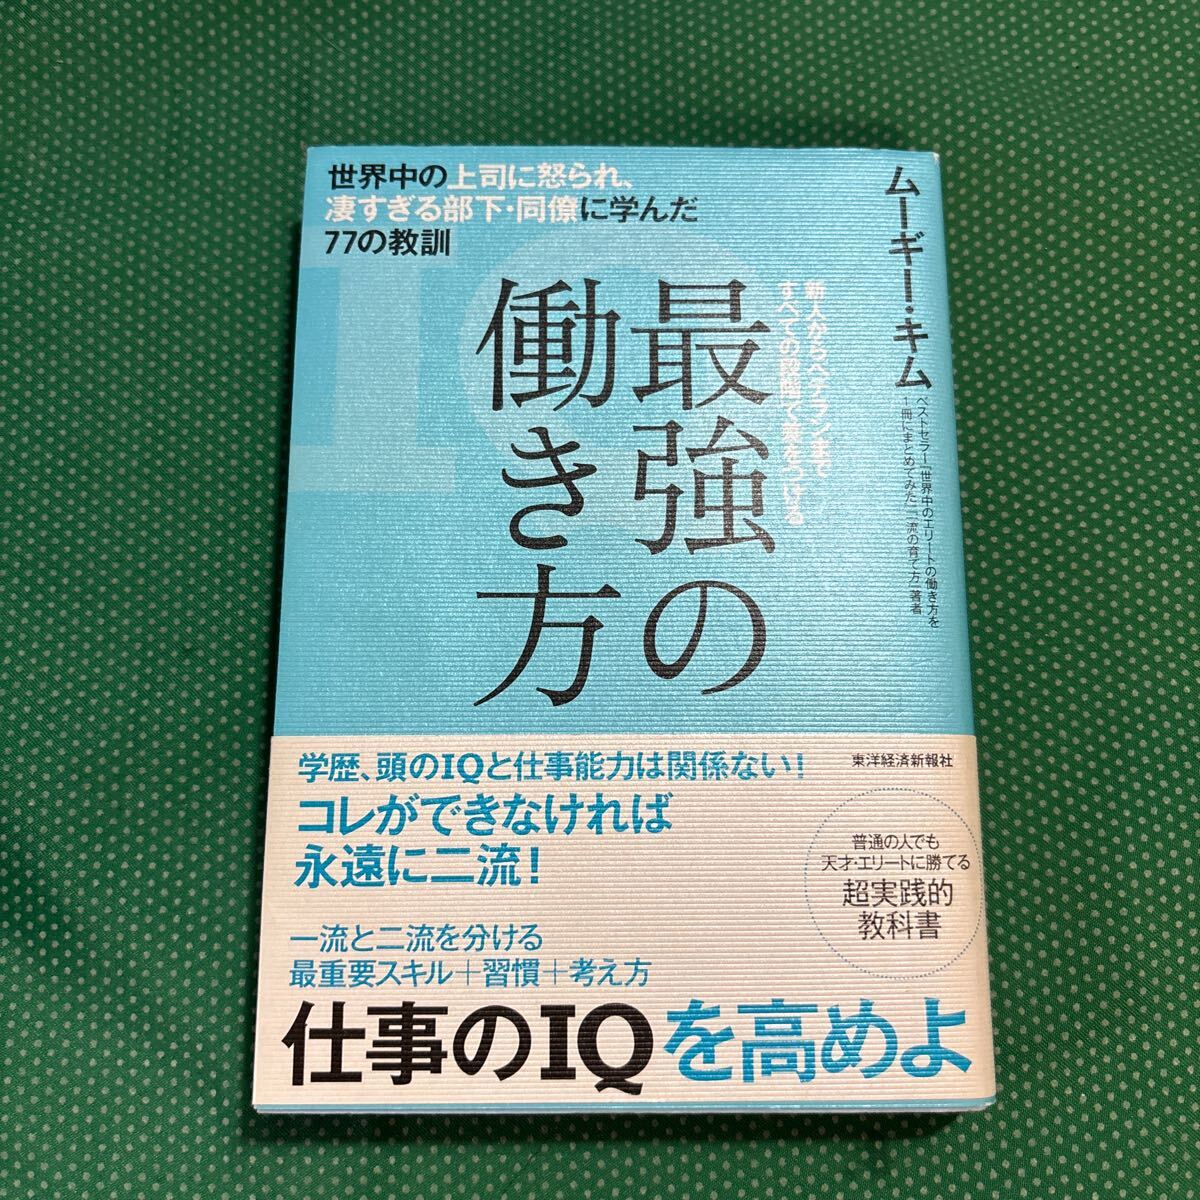 世界中の上司に怒られ、
凄すぎる部下・同僚に学んだ
77の教訓
ムーギー・キム
ベストセラー『世界中のエリートの働き方を
1冊にまとめてみた』『一流の育て方』著者
新人からベテランまで
すべての段階で差をつける
最強の
働き方
IQ
東洋経済新報社
学歴、頭のIQと仕事能力は関係ない!
コレができなければ
永遠に二流!
普通の人でも
天才・エリートに勝てる
超実践的
教科書
一流と二流を分ける
最重要スキル+習慣+考え方
仕事のIQを高めよ